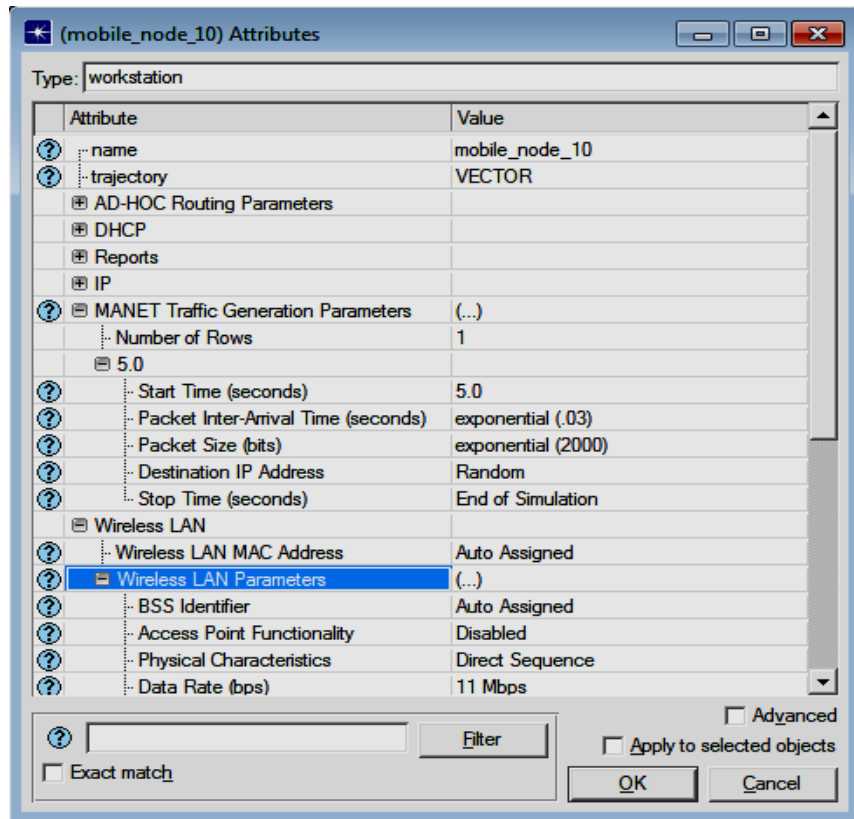 (mobile_node_10) Attributes
Type: workstation
Attribute Value
name mobile_node_10
trajectory VECTOR
AD-HOC Routing Parameters
DHCP
Reports
IP
MANET Traffic Generation Parameters (...)
Number of Rows 1
5.0
Start Time (seconds) 5.0
Packet Inter-Arrival Time (seconds) exponential (.03)
Packet Size (bits) exponential (2000)
Destination IP Address Random
Stop Time (seconds) End of Simulation
Wireless LAN
Wireless LAN MAC Address Auto Assigned
Wireless LAN Parameters (...)
BSS Identifier Auto Assigned
Access Point Functionality Disabled
Physical Characteristics Direct Sequence
Data Rate (bps) 11 Mbps
Advanced
Filter Apply to selected objects
Exact match
OK Cancel